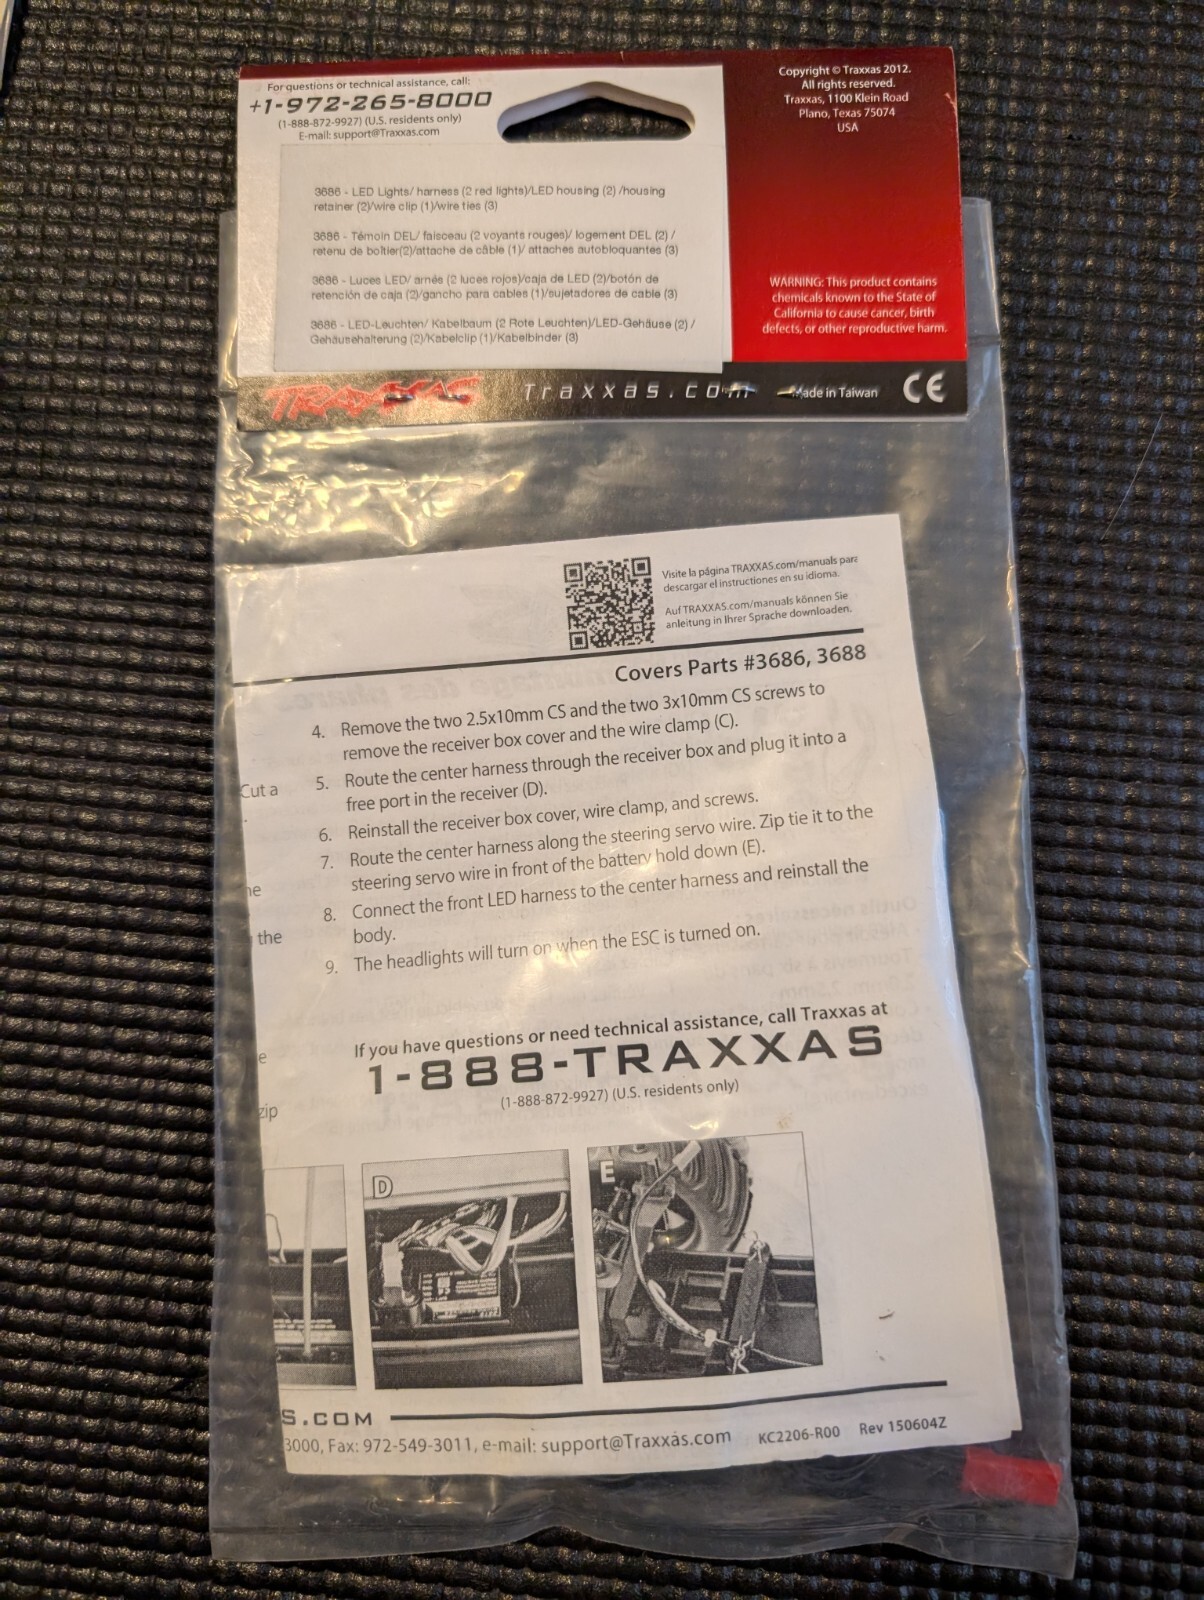 For questions or technical assistance, call:
+1-972-265-8000
(1-888-872-9927) (U.S. residents only)
E-mail: support@Traxxas.com
Copyright © Traxxas 2012.
All rights reserved.
Traxxas, 1100 Klein Road
Plano, Texas 75074
USA
3686 - LED Lights/ harness (2 red lights)/LED housing (2) /housing
retainer (2)/wire clip (1)/wire ties (3)
3686 - Témoin DEL/ faisceau (2 voyants rouges)/ logement DEL (2) /
retenu de boîtier(2)/attache de câble (1)/ attaches autobloquantes (3)
3686 - Luces LED/ arnés (2 luces rojos)/caja de LED (2)/botón de
retención de caja (2)/gancho para cables (1)/sujetadores de cable (3)
3686 - LED-Leuchten/ Kabelbaum (2 Rote Leuchten)/LED-Gehäuse (2) /
Gehäusehalterung (2)/Kabelclip (1)/Kabelbinder (3)
WARNING: This product contains
chemicals known to the State of
California to cause cancer, birth
defects, or other reproductive harm.
TRAXXAS
Traxxas.com
Made in Taiwan
CE
Visite la página TRAXXAS.com/manuals para
descargar el instructiones en su idioma.
Auf TRAXXAS.com/manuals können Sie
anleitung in Ihrer Sprache downloaden.
Covers Parts #3686, 3688
4. Remove the two 2.5x10mm CS and the two 3x10mm CS screws to
remove the receiver box cover and the wire clamp (C).
Cut a
5. Route the center harness through the receiver box and plug it into a
free port in the receiver (D).
6. Reinstall the receiver box cover, wire clamp, and screws.
7. Route the center harness along the steering servo wire. Zip tie it to the
steering servo wire in front of the battery hold down (E).
the
8. Connect the front LED harness to the center harness and reinstall the
body.
9. The headlights will turn on when the ESC is turned on.
If you have questions or need technical assistance, call Traxxas at
1-888-TRAXXAS
(1-888-872-9927) (U.S. residents only)
zip
D
E
S.COM
3000, Fax: 972-549-3011, e-mail: support@Traxxas.com
KC2206-R00 Rev 150604Z